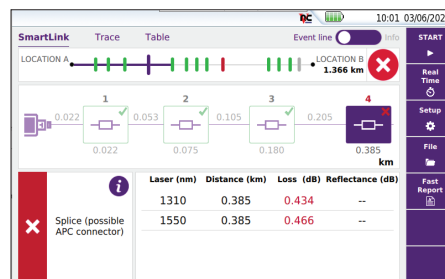 10:01 03/06/202
SmartLink Trace Table Event line Info START
LOCATION A LOCATION B
1.366 km
Real
Time
Setup
File
Fast
Report
1 2 3 4
0.022 0.053 0.105 0.205
0.022 0.075 0.180 0.385
km
i
Splice (possible
APC connector)
Laser (nm) Distance (km) Loss (dB) Reflectance (dB)
1310 0.385 0.434 --
1550 0.385 0.466 --